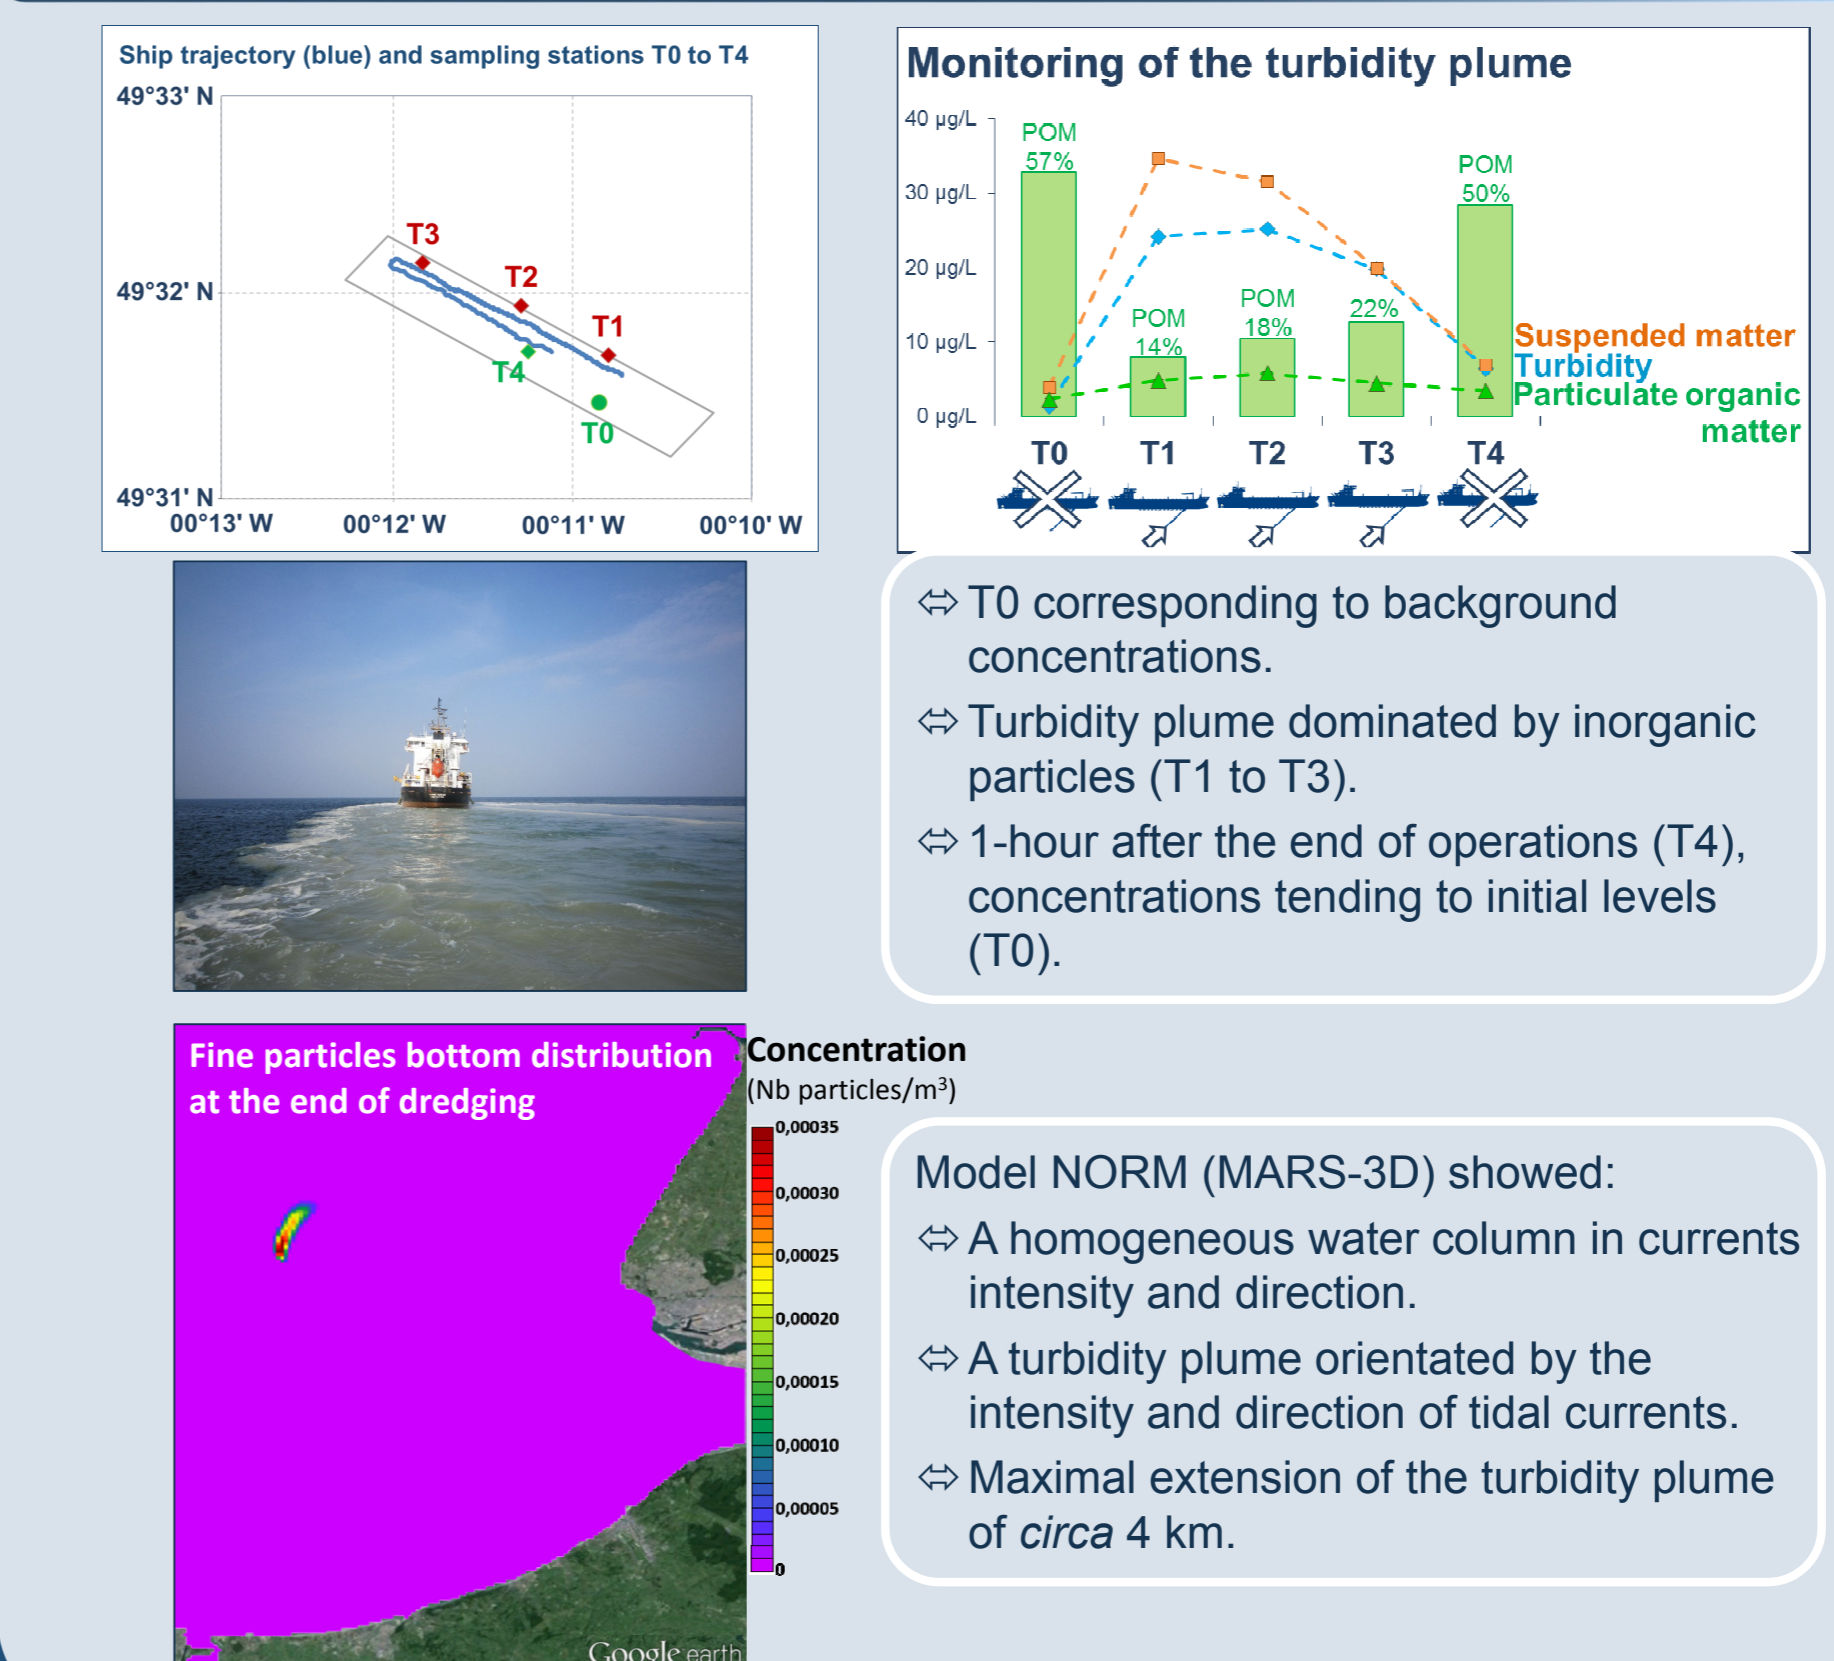 Ship trajectory (blue) and sampling stations T0 to T4
49°33' N
49°32' N
49°31' N
00°13' W
00°12' W
00°11' W
00°10' W
T3
T2
T1
T4
T0
Monitoring of the turbidity plume
40 µg/L
30 µg/L
20 µg/L
10 µg/L
0 µg/L
POM
57%
POM
14%
POM
18%
22%
POM
50%
Suspended matter
Turbidity
Particulate organic
matter
T0
T1
T2
T3
T4
⬄ T0 corresponding to background
concentrations.
⬄ Turbidity plume dominated by inorganic
particles (T1 to T3).
⬄ 1-hour after the end of operations (T4),
concentrations tending to initial levels
(T0).
Fine particles bottom distribution
at the end of dredging
Concentration
(Nb particles/m³)
0,00035
0,00030
0,00025
0,00020
0,00015
0,00010
0,00005
0
Google earth
Model NORM (MARS-3D) showed:
⬄ A homogeneous water column in currents
intensity and direction.
⬄ A turbidity plume orientated by the
intensity and direction of tidal currents.
⬄ Maximal extension of the turbidity plume
of circa 4 km.